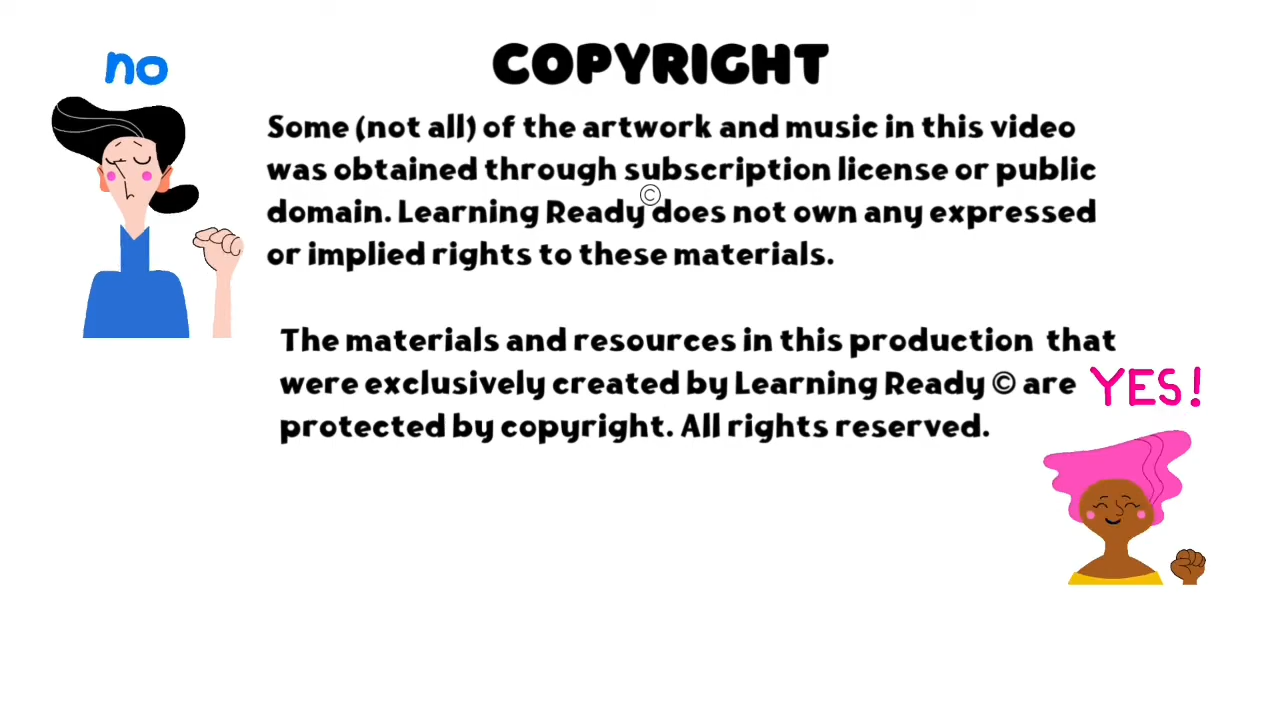 no
COPYRIGHT
Some (not all) of the artwork and music in this video
was obtained through subscription license or public
domain. Learning Ready © does not own any expressed
or implied rights to these materials.
The materials and resources in this production that
were exclusively created by Learning Ready © are
YES!
protected by copyright. All rights reserved.